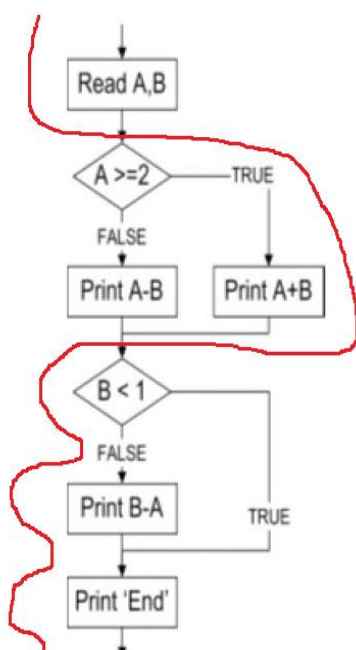 Read A,B
A >=2
TRUE
FALSE
Print A-B
Print A+B
B < 1
FALSE
Print B-A
TRUE
Print 'End'